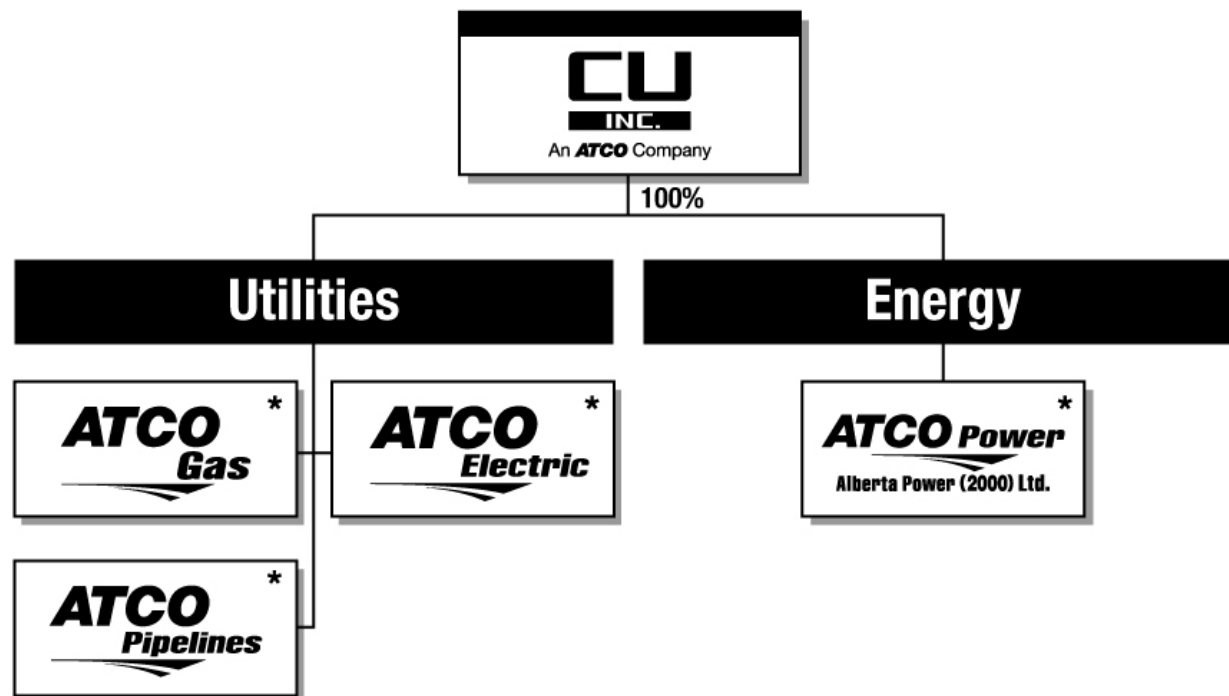 CU
INC.
An ATCO Company
100%
Utilities
Energy
*
ATCO
Gas
*
ATCO
Electric
*
ATCO Power
Alberta Power (2000) Ltd.
*
ATCO
Pipelines